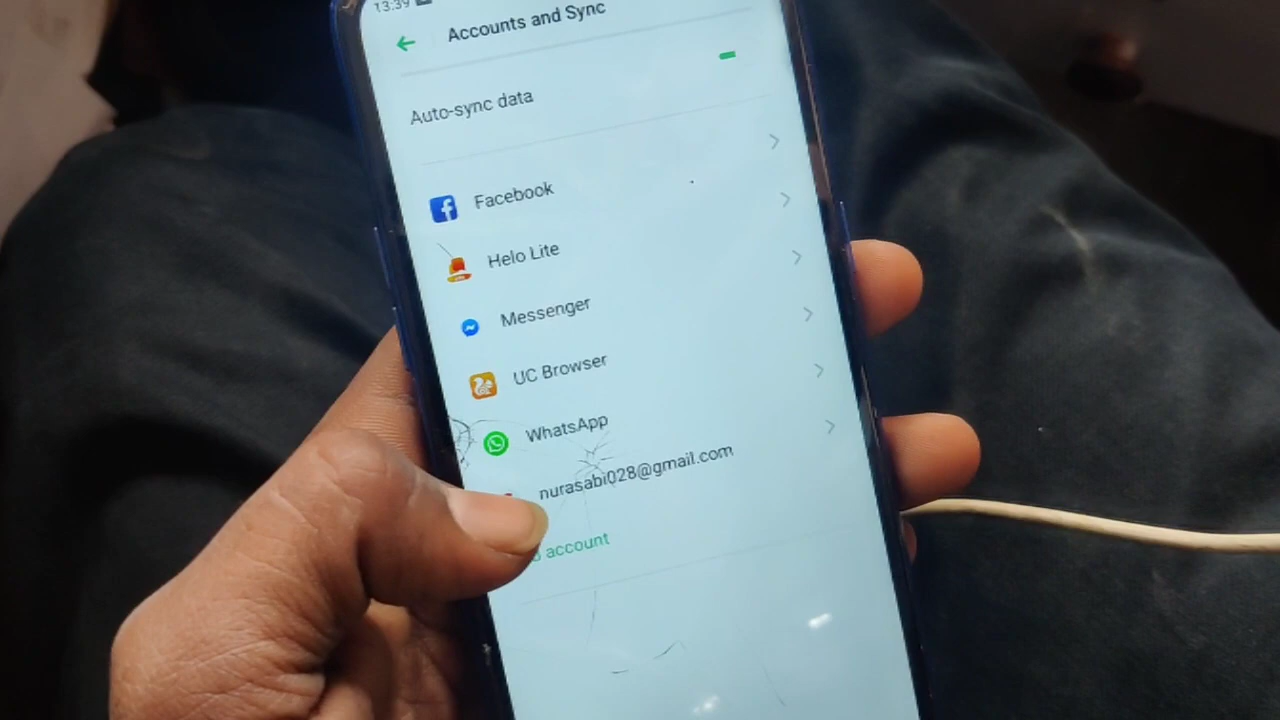 13:39
Accounts and Sync
Auto-sync data
Facebook
Helo Lite
Messenger
UC Browser
WhatsApp
nurasabi028@gmail.com
account